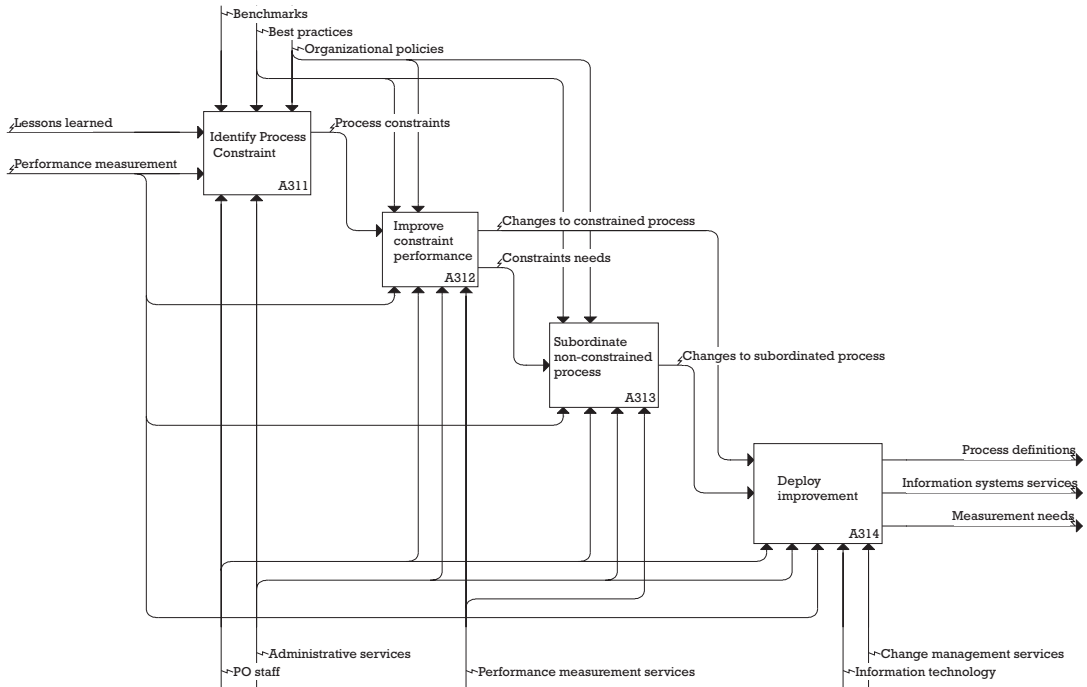 Benchmarks
Best practices
Organizational policies
Lessons learned
Process constraints
Identify Process
Constraint
Performance measurement
A311
Changes to constrained process
Improve
constraint
performance
Constraints needs
A312
Subordinate
non-constrained
process
Changes to subordinated process
A313
Process definitions
Deploy
improvement
Information systems services
Measurement needs
A314
Administrative services
Change management services
PO staff
Performance measurement services
Information technology